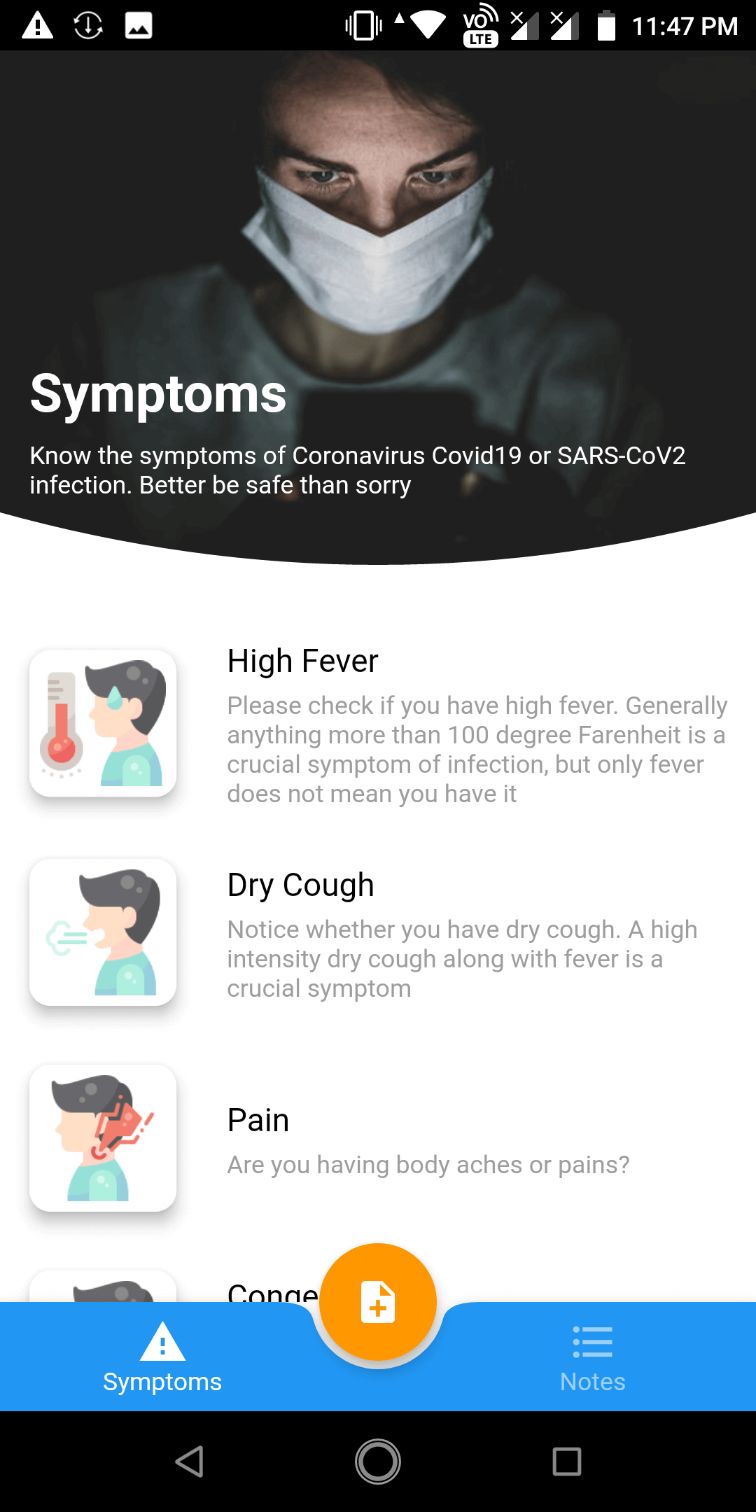 VO
LTE
11:47 PM
Symptoms
Know the symptoms of Coronavirus Covid19 or SARS-CoV2
infection. Better be safe than sorry
High Fever
Please check if you have high fever. Generally
anything more than 100 degree Farenheit is a
crucial symptom of infection, but only fever
does not mean you have it
Dry Cough
Notice whether you have dry cough. A high
intensity dry cough along with fever is a
crucial symptom
Pain
Are you having body aches or pains?
Symptoms
Notes